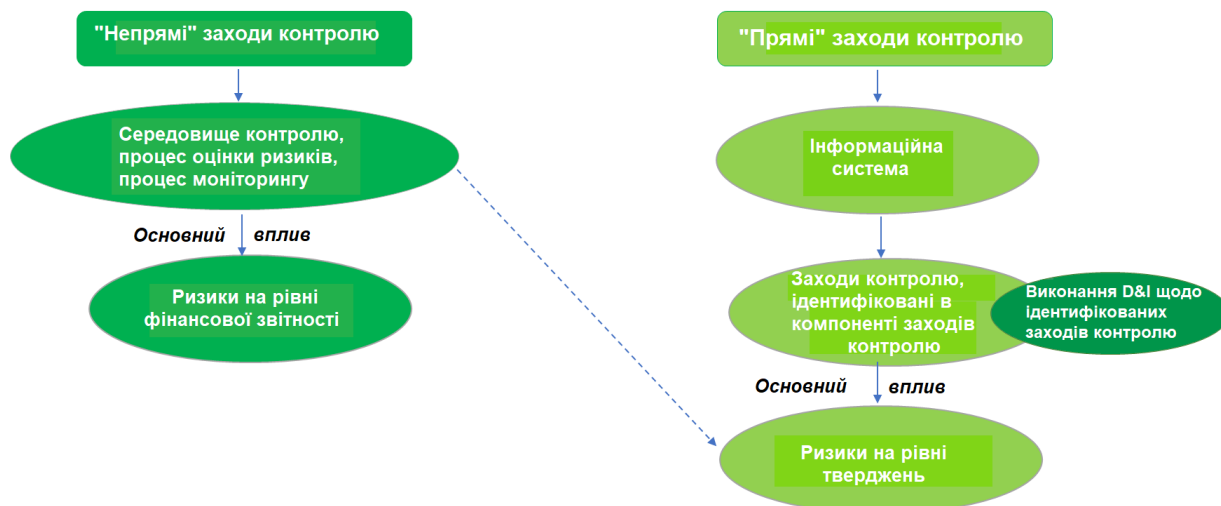 "Непрямі" заходи контролю
Середовище контролю,
процес оцінки ризиків,
процес моніторингу
Основний вплив
Ризики на рівні
фінансової звітності
"Прямі" заходи контролю
Інформаційна
система
Заходи контролю,
ідентифіковані в
компоненті заходів
контролю
Виконання D&I щодо
ідентифікованих
заходів контролю
Основний вплив
Ризики на рівні
тверджень